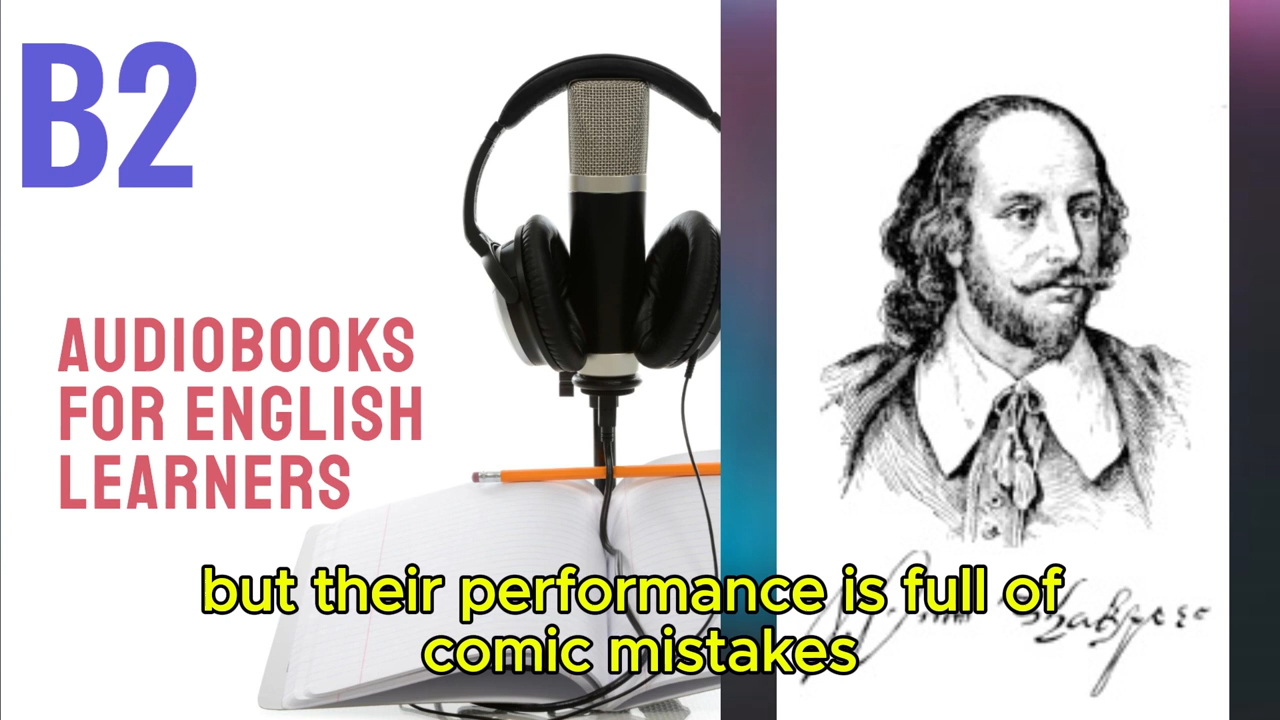 B2
AUDIOBOOKS
FOR ENGLISH
LEARNERS
but their performance is full of
comic mistakes